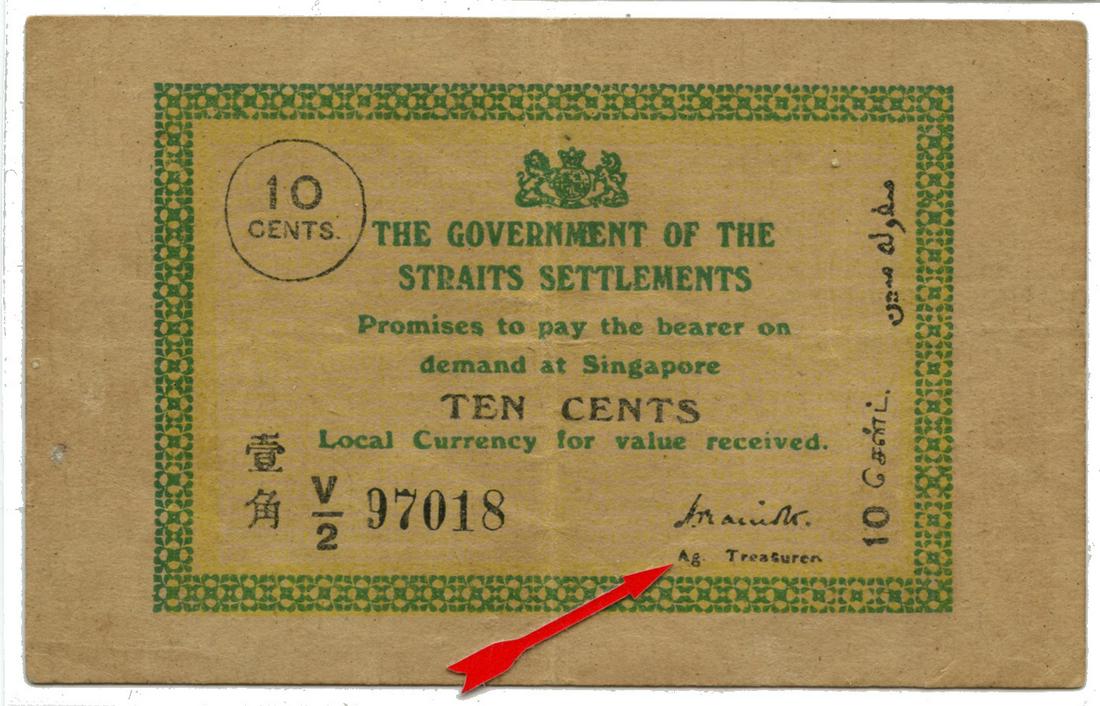 10
CENTS.
THE GOVERNMENT OF THE
STRAITS SETTLEMENTS
Promises to pay the bearer on
demand at Singapore
TEN CENTS
Local Currency for value received.
壹
角
V
2
97018
Ag. Treasurer
10 சென்ட்.